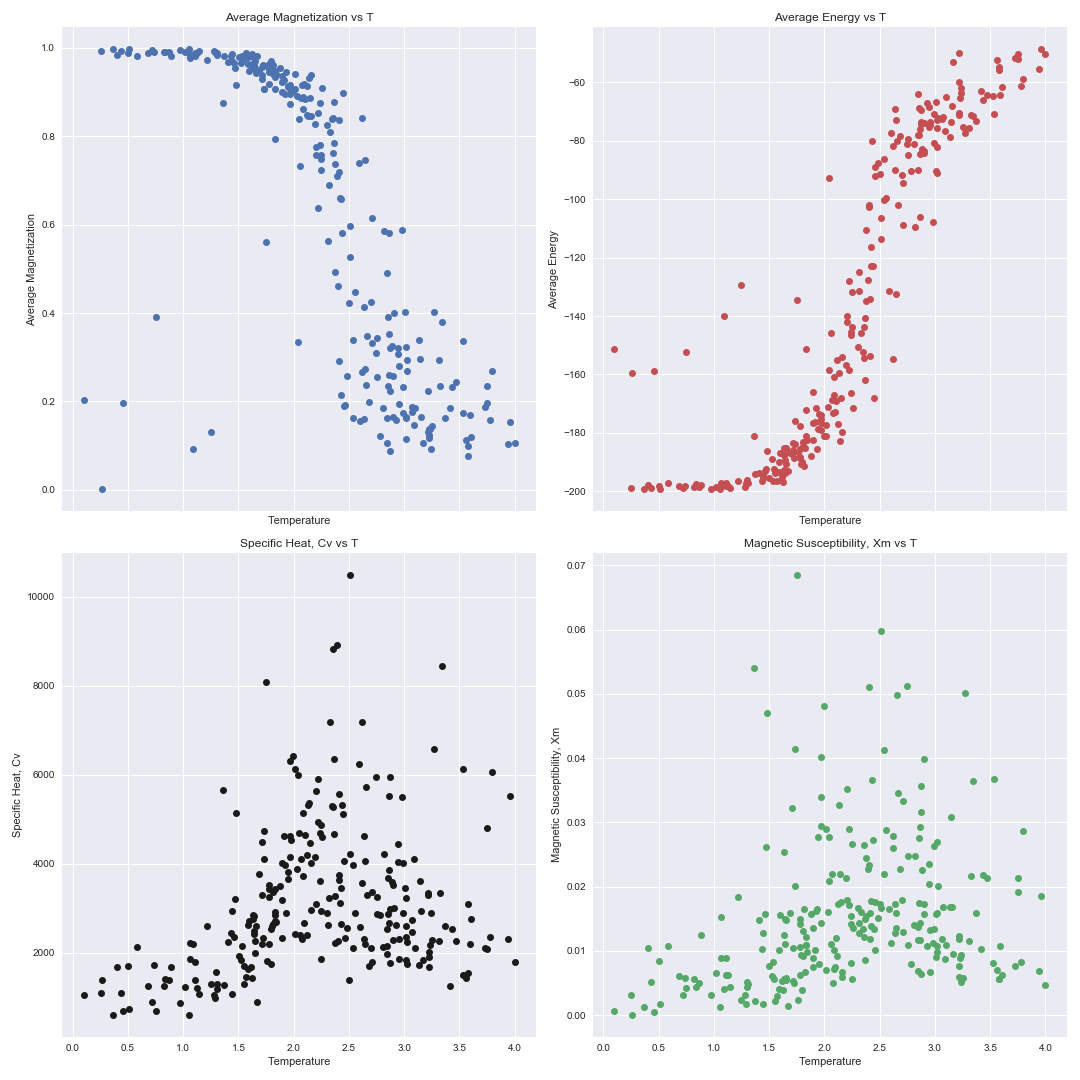 Average Magnetization vs T
Average Energy vs T
1.0
0.8
0.6
0.4
0.2
0.0
Average Magnetization
Temperature
−60
−80
−100
−120
−140
−160
−180
−200
Average Energy
Temperature
Specific Heat, Cv vs T
Magnetic Susceptibility, Xm vs T
10000
8000
6000
4000
2000
Specific Heat, Cv
0.0 0.5 1.0 1.5 2.0 2.5 3.0 3.5 4.0
Temperature
0.07
0.06
0.05
0.04
0.03
0.02
0.01
0.00
Magnetic Susceptibility, Xm
0.0 0.5 1.0 1.5 2.0 2.5 3.0 3.5 4.0
Temperature